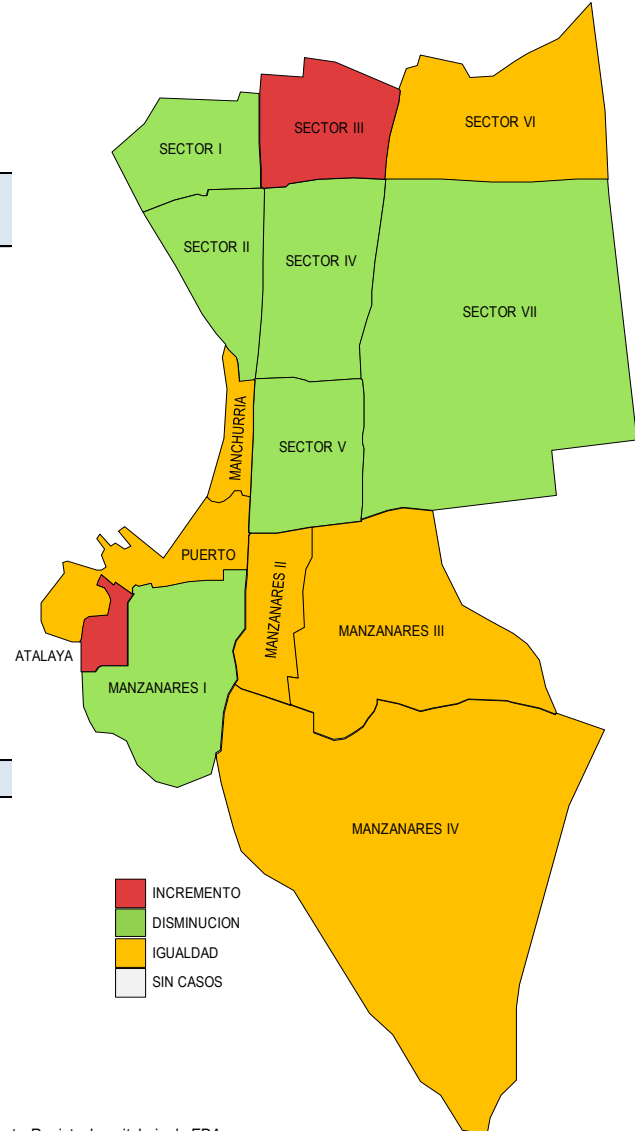 SECTOR VI
SECTOR III
SECTOR I
SECTOR II
SECTOR IV
SECTOR VII
MANCHURRIA
SECTOR V
PUERTO
MANZANARES II
MANZANARES III
ATALAYA
MANZANARES I
MANZANARES IV
INCREMENTO
DISMINUCION
IGUALDAD
SIN CASOS